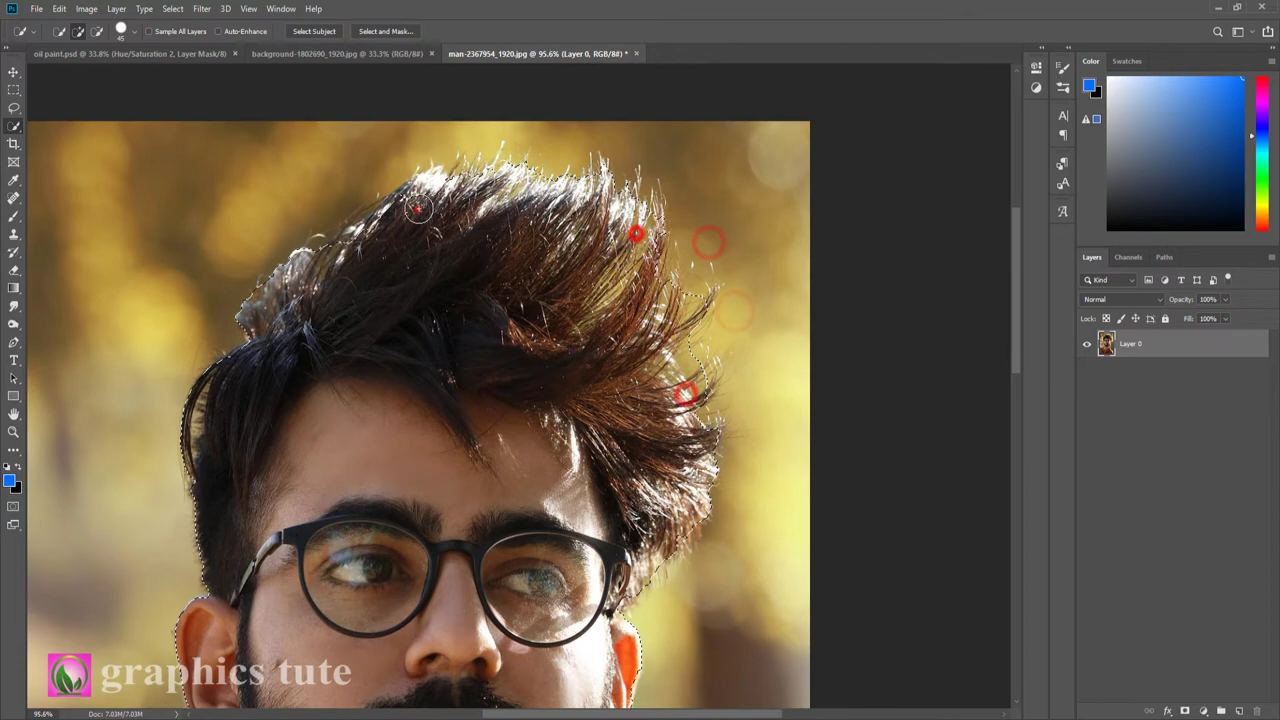 Ps File Edit Image Layer Type Select Filter 3D View Window Help
45 Sample All Layers Auto-Enhance Select Subject Select and Mask...
oil paint.psd @ 33.8% (Hue/Saturation 2, Layer Mask/8) × background-1802690_1920.jpg @ 33.3% (RGB/8#) × man-2367954_1920.jpg @ 95.6% (Layer 0, RGB/8#) * ×
Color Swatches
Layers Channels Paths
Kind
Normal Opacity: 100%
Lock: Fill: 100%
Layer 0
graphics tute
95.6% Doc: 7.03M/7.03M